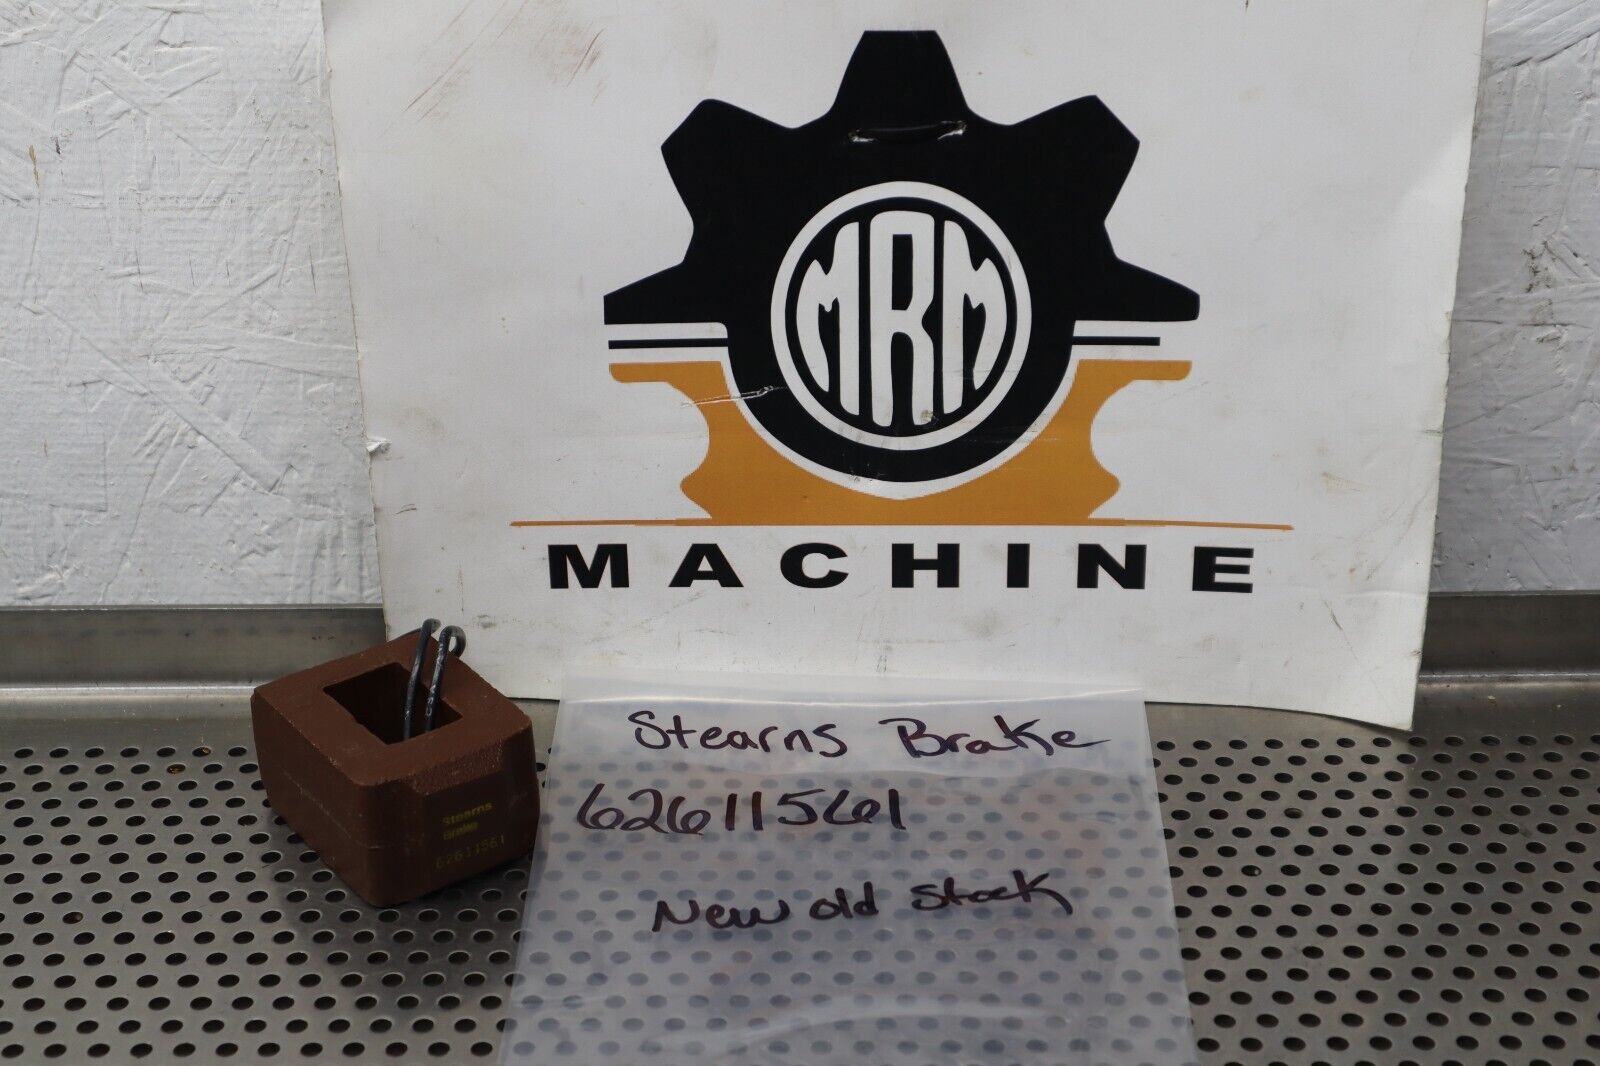 MRM
MACHINE
Stearns Brake
62611561
New old stock
Stearns
Brake
62611561